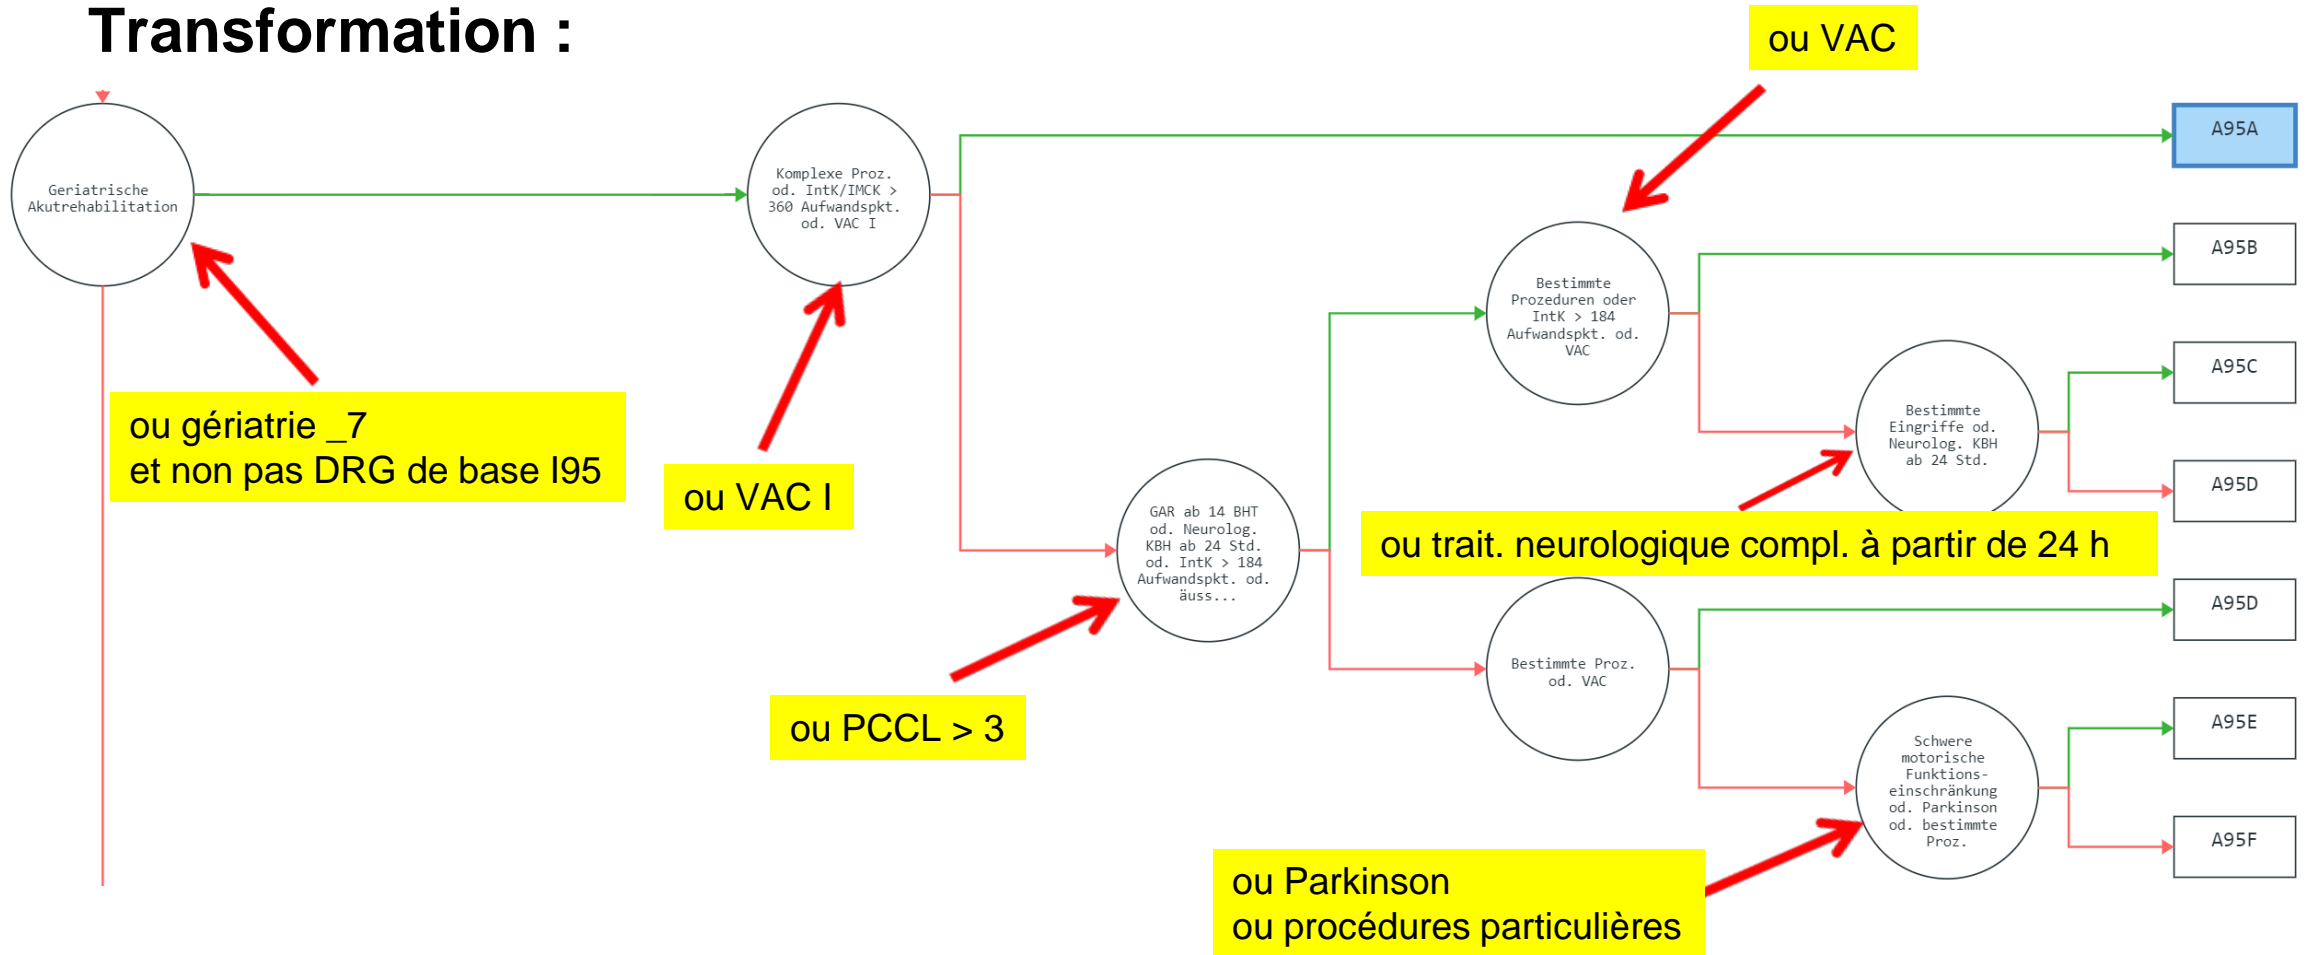 Transformation :
ou VAC
Geriatrische
Akutrehabilitation
Komplexe Proz.
od. IntK/IMCK >
360 Aufwandspkt.
od. VAC I
A95A
A95B
Bestimmte
Prozeduren oder
IntK > 184
Aufwandspkt. od.
VAC
A95C
ou gériatrie _7
et non pas DRG de base I95
ou VAC I
Bestimmte
Eingriffe od.
Neurolog. KBH
ab 24 Std.
A95D
GAR ab 14 BHT
od. Neurolog.
KBH ab 24 Std.
od. IntK > 184
Aufwandspkt. od.
äuss...
ou trait. neurologique compl. à partir de 24 h
A95D
Bestimmte Proz.
od. VAC
ou PCCL > 3
A95E
Schwere
motorische
Funktions-
einschränkung
od. Parkinson
od. bestimmte
Proz.
A95F
ou Parkinson
ou procédures particulières